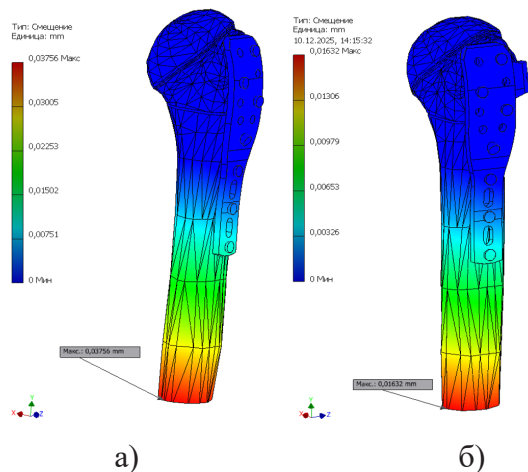 Тип: Смещение
Единица: mm
0,03756 Макс
0,03005
0,02253
0,01502
0,00751
0 Мин
Макс.: 0,03756 mm
Y
X
Z
а)
Тип: Смещение
Единица: mm
10.12.2025, 14:15:32
0,01632 Макс
0,01306
0,00979
0,00653
0,00326
0 Мин
Макс.: 0,01632 mm
Y
X
Z
б)